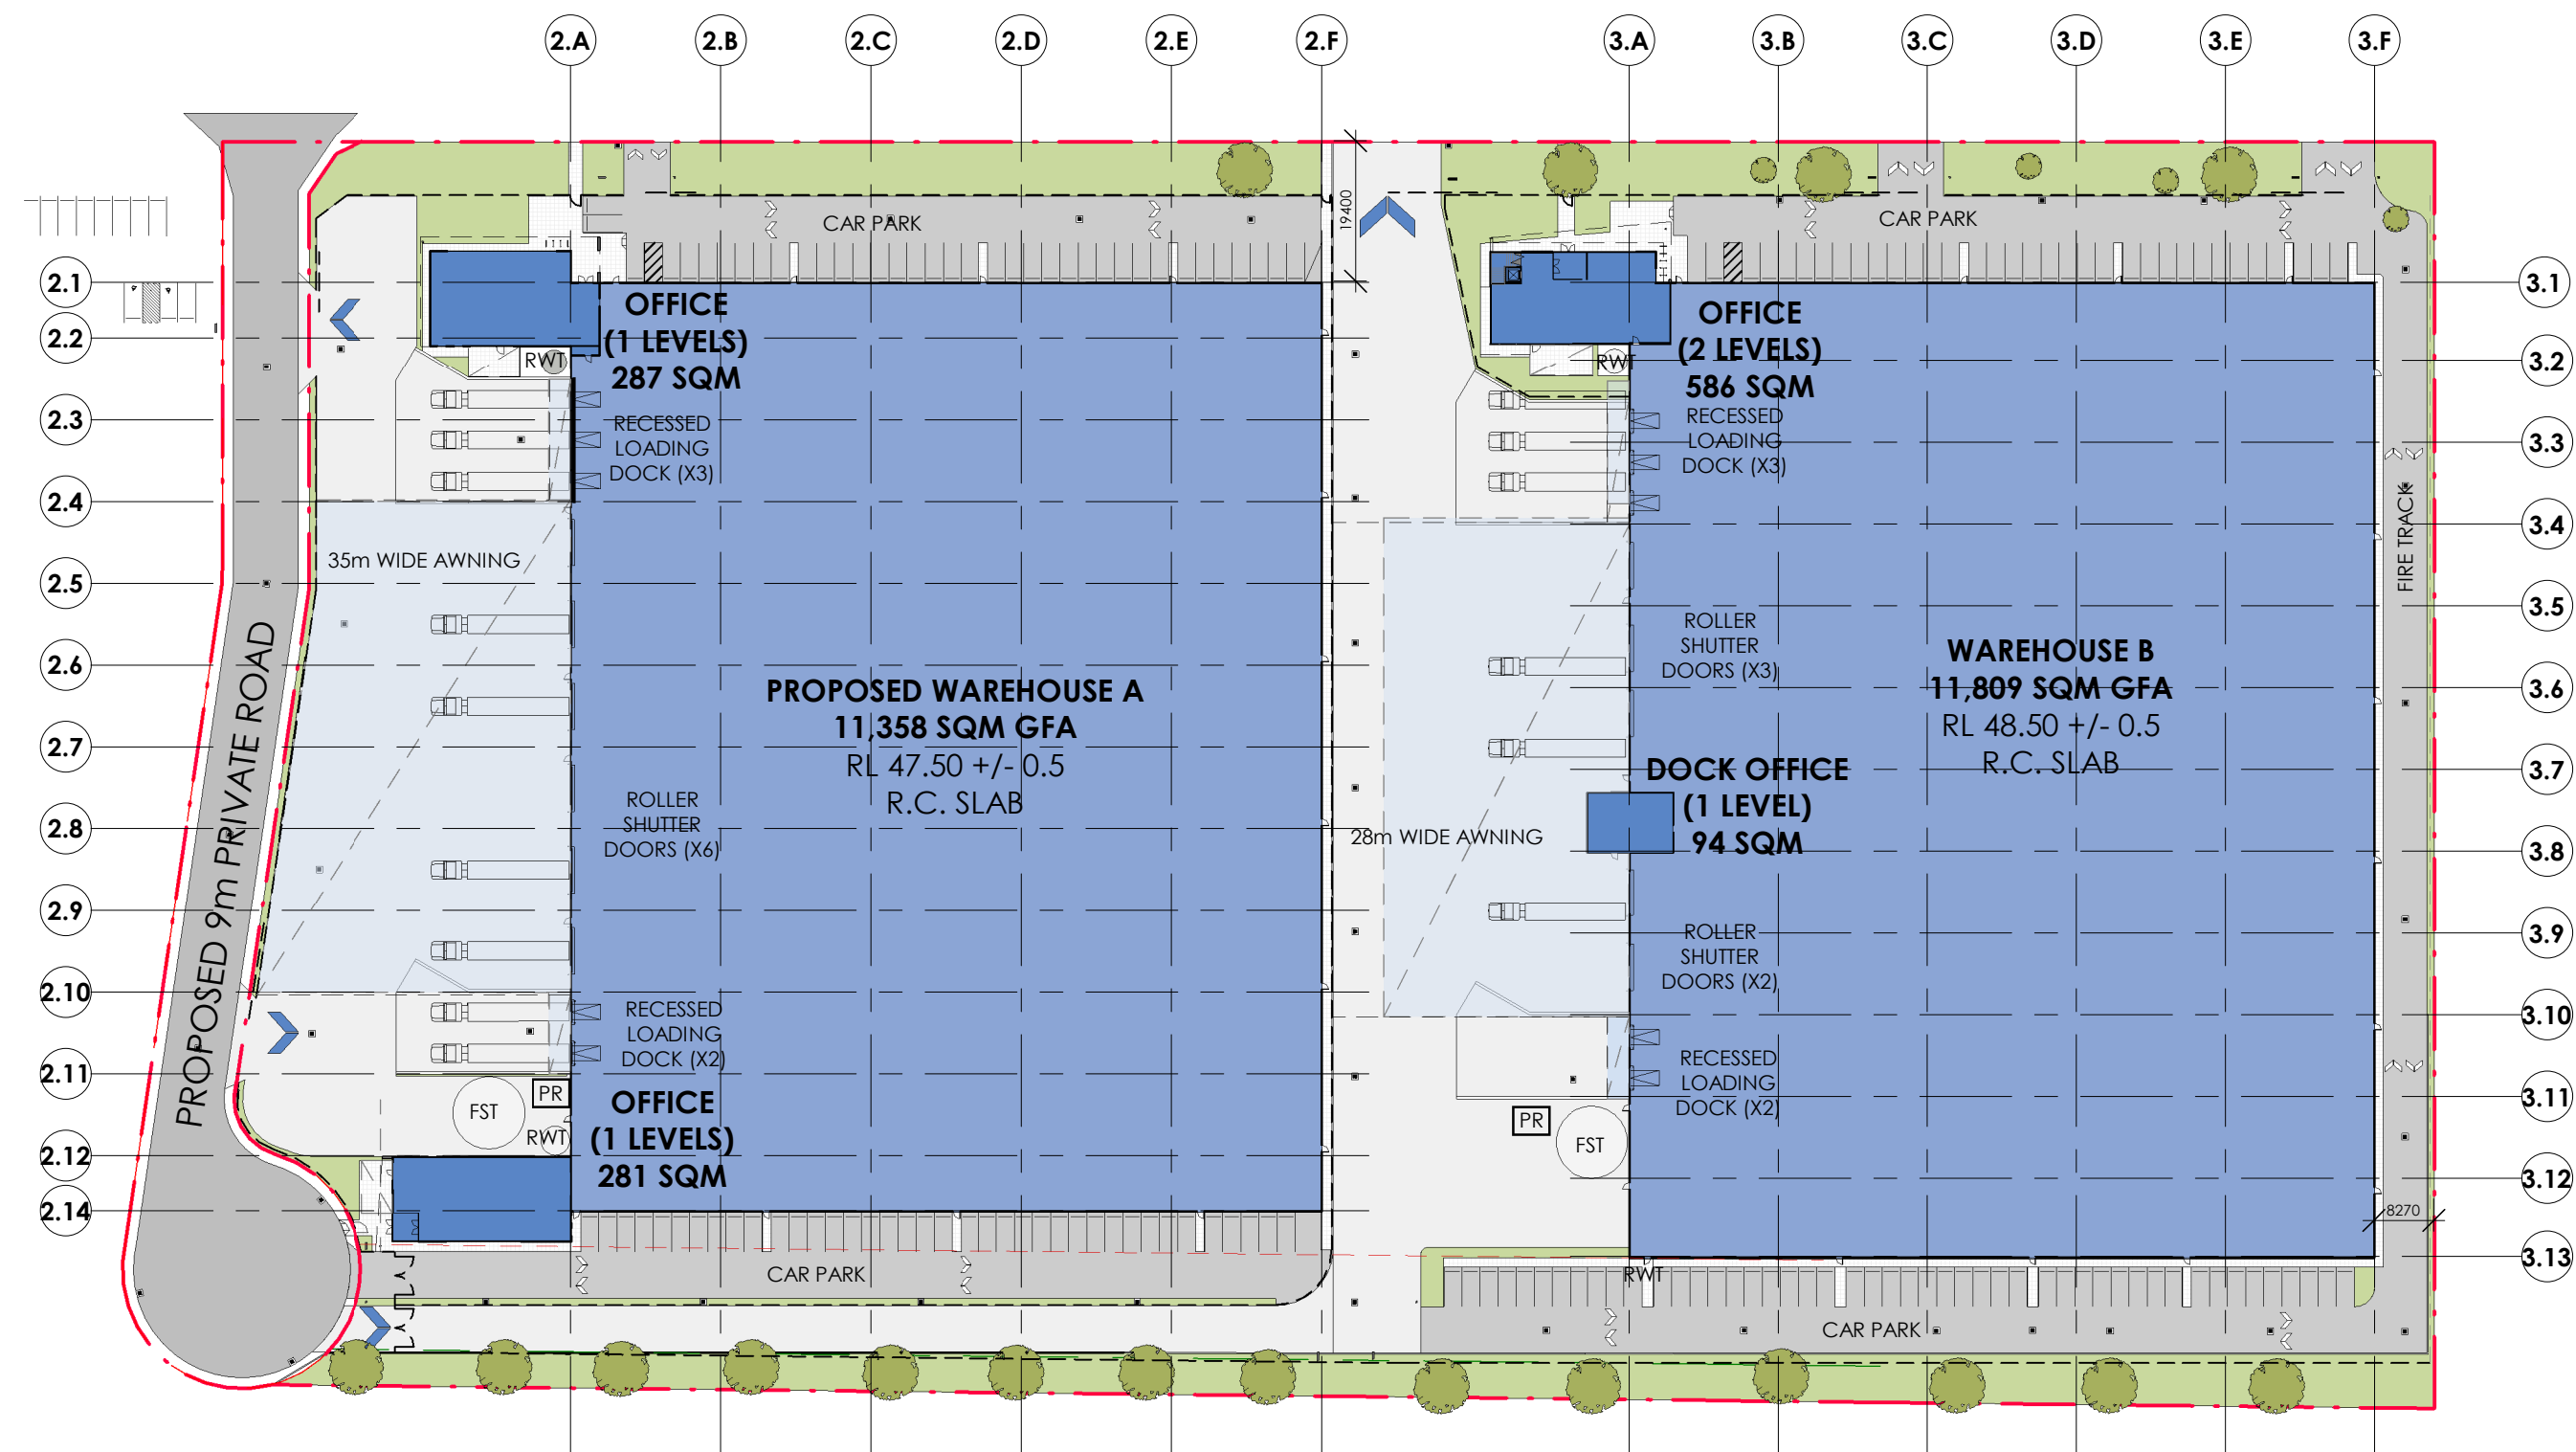 2.A
2.B
2.C
2.D
2.E
2.F
3.A
3.B
3.C
3.D
3.E
3.F
2.1
2.2
2.3
2.4
2.5
2.6
2.7
2.8
2.9
2.10
2.11
2.12
2.14
PROPOSED 9m PRIVATE ROAD
CAR PARK
OFFICE
(1 LEVELS)
287 SQM
RWT
RECESSED
LOADING
DOCK (X3)
35m WIDE AWNING
PROPOSED WAREHOUSE A
11,358 SQM GFA
RL 47.50 +/- 0.5
R.C. SLAB
ROLLER
SHUTTER
DOORS (X6)
RECESSED
LOADING
DOCK (X2)
PR
FST
RWT
OFFICE
(1 LEVELS)
281 SQM
CAR PARK
19400
CAR PARK
OFFICE
(2 LEVELS)
586 SQM
RWT
RECESSED
LOADING
DOCK (X3)
ROLLER
SHUTTER
DOORS (X3)
WAREHOUSE B
11,809 SQM GFA
RL 48.50 +/- 0.5
R.C. SLAB
DOCK OFFICE
(1 LEVEL)
94 SQM
28m WIDE AWNING
ROLLER
SHUTTER
DOORS (X2)
RECESSED
LOADING
DOCK (X2)
PR
FST
RWT
CAR PARK
FIRE TRACK
8270
3.1
3.2
3.3
3.4
3.5
3.6
3.7
3.8
3.9
3.10
3.11
3.12
3.13